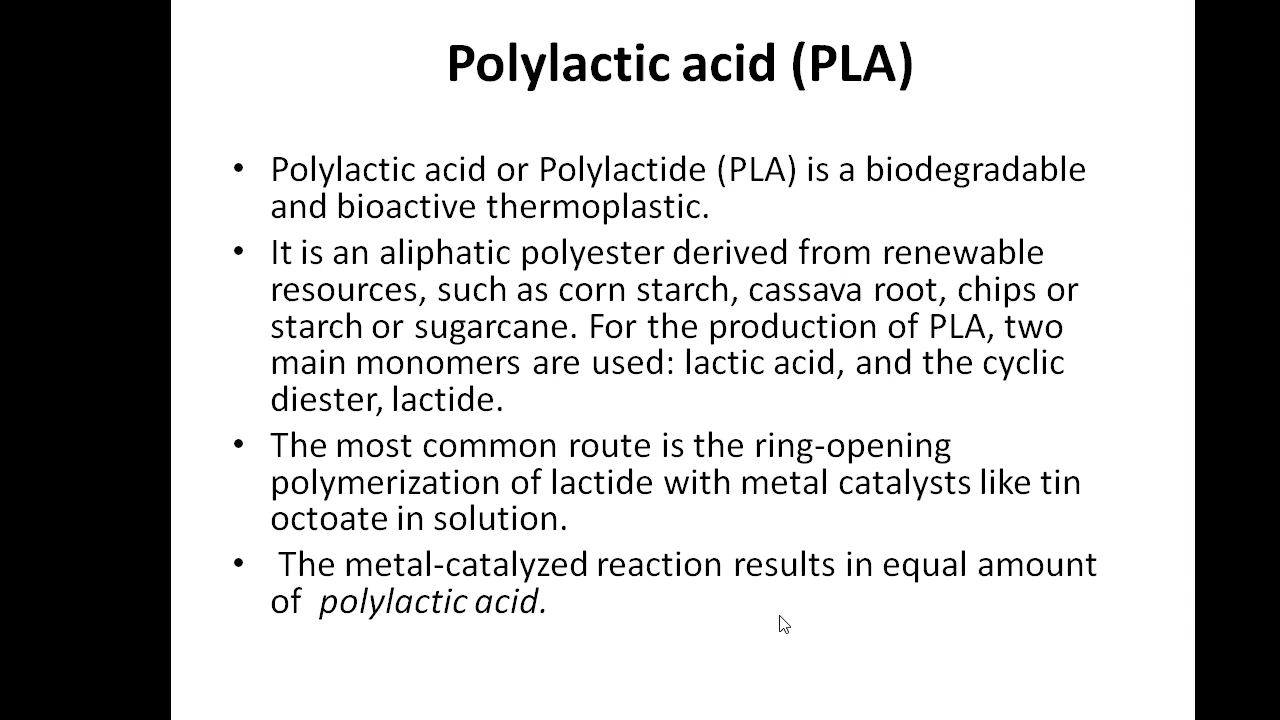 Polylactic acid (PLA)
• Polylactic acid or Polylactide (PLA) is a biodegradable
and bioactive thermoplastic.
• It is an aliphatic polyester derived from renewable
resources, such as corn starch, cassava root, chips or
starch or sugarcane. For the production of PLA, two
main monomers are used: lactic acid, and the cyclic
diester, lactide.
• The most common route is the ring-opening
polymerization of lactide with metal catalysts like tin
octoate in solution.
• The metal-catalyzed reaction results in equal amount
of polylactic acid.